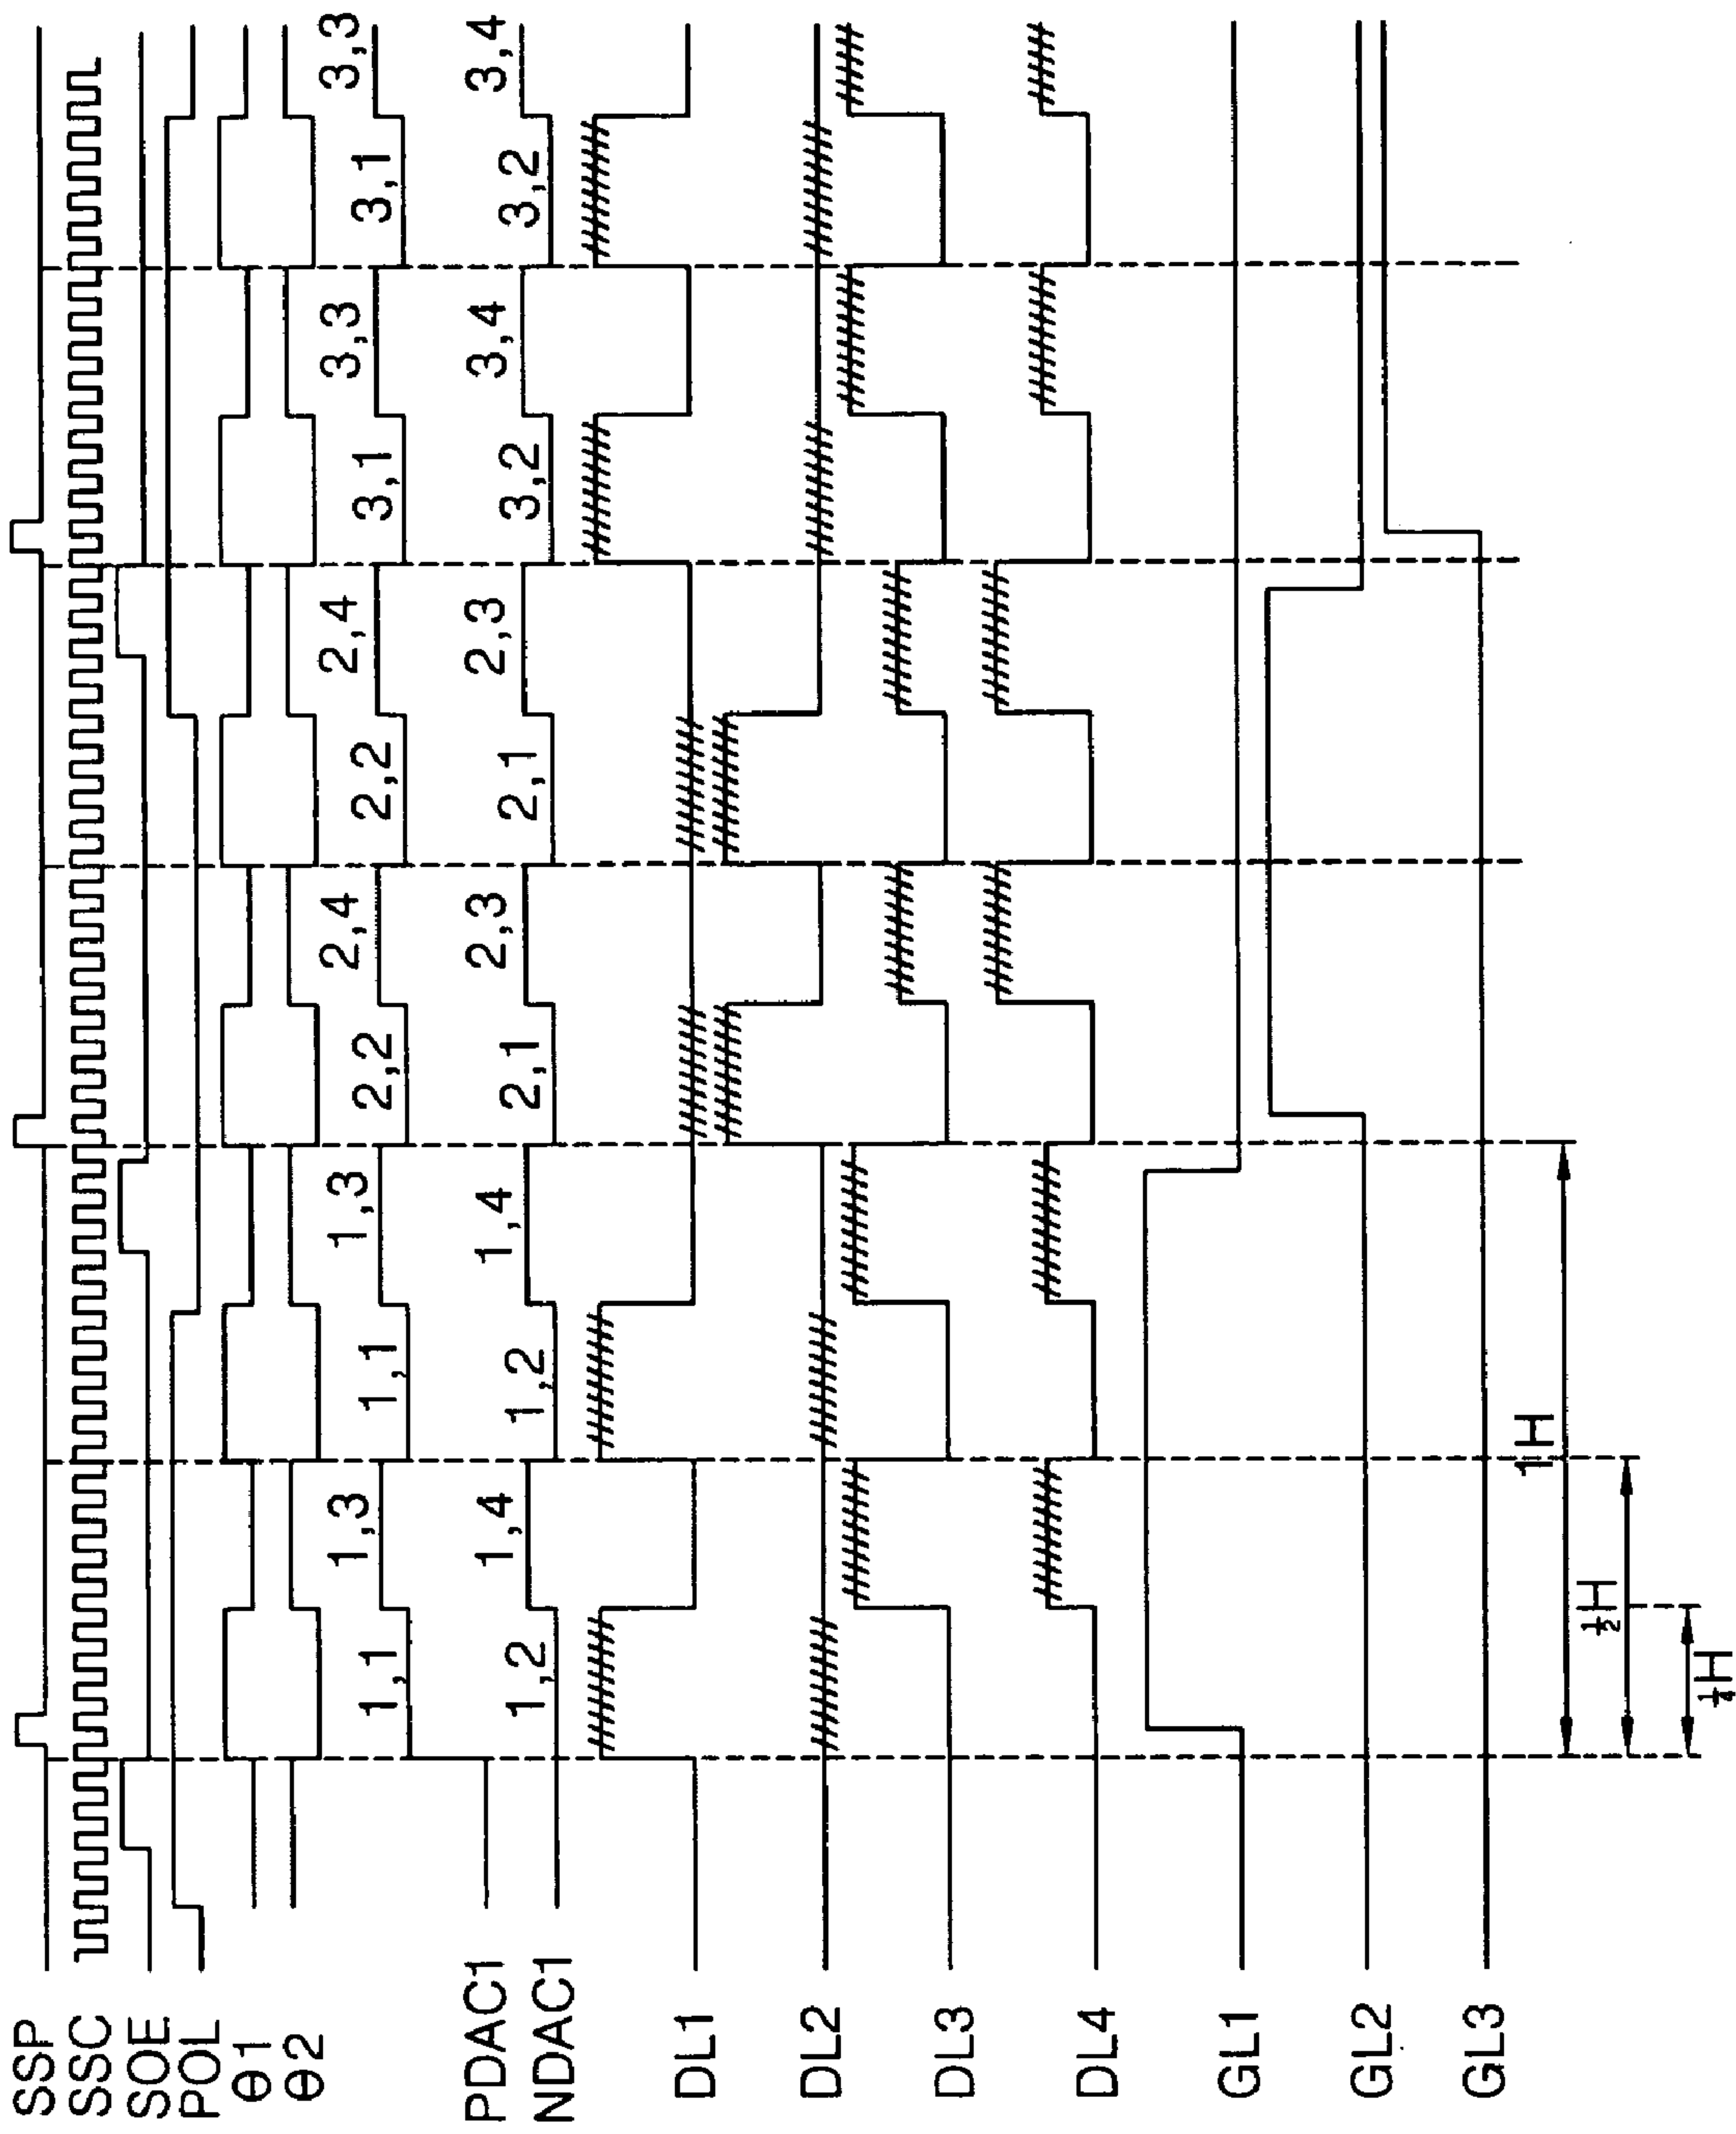 SSP
SSC
SOE
POL
Θ1
Θ2
PDAC1 1,1 1,3 1,1 1,3 2,2 2,4 2,2 2,4 3,1 3,3 3,1 3,3
NDAC1 1,2 1,4 1,2 1,4 2,1 2,3 2,1 2,3 3,2 3,4 3,2 3,4
DL1
DL2
DL3
DL4
GL1
GL2
GL3
1H
½H
¼H